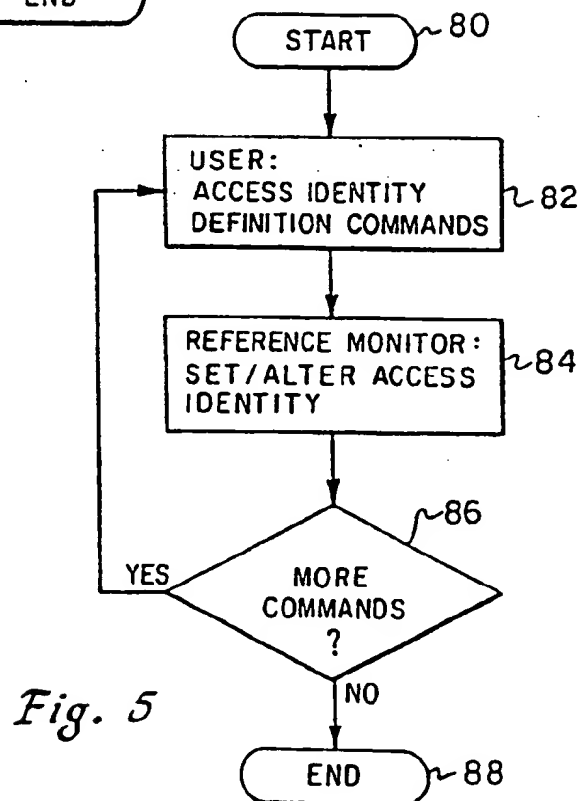 END
START 80
USER:
ACCESS IDENTITY
DEFINITION COMMANDS 82
REFERENCE MONITOR:
SET/ALTER ACCESS
IDENTITY
84
86
YES
MORE
COMMANDS
?
NO
Fig. 5
END 88